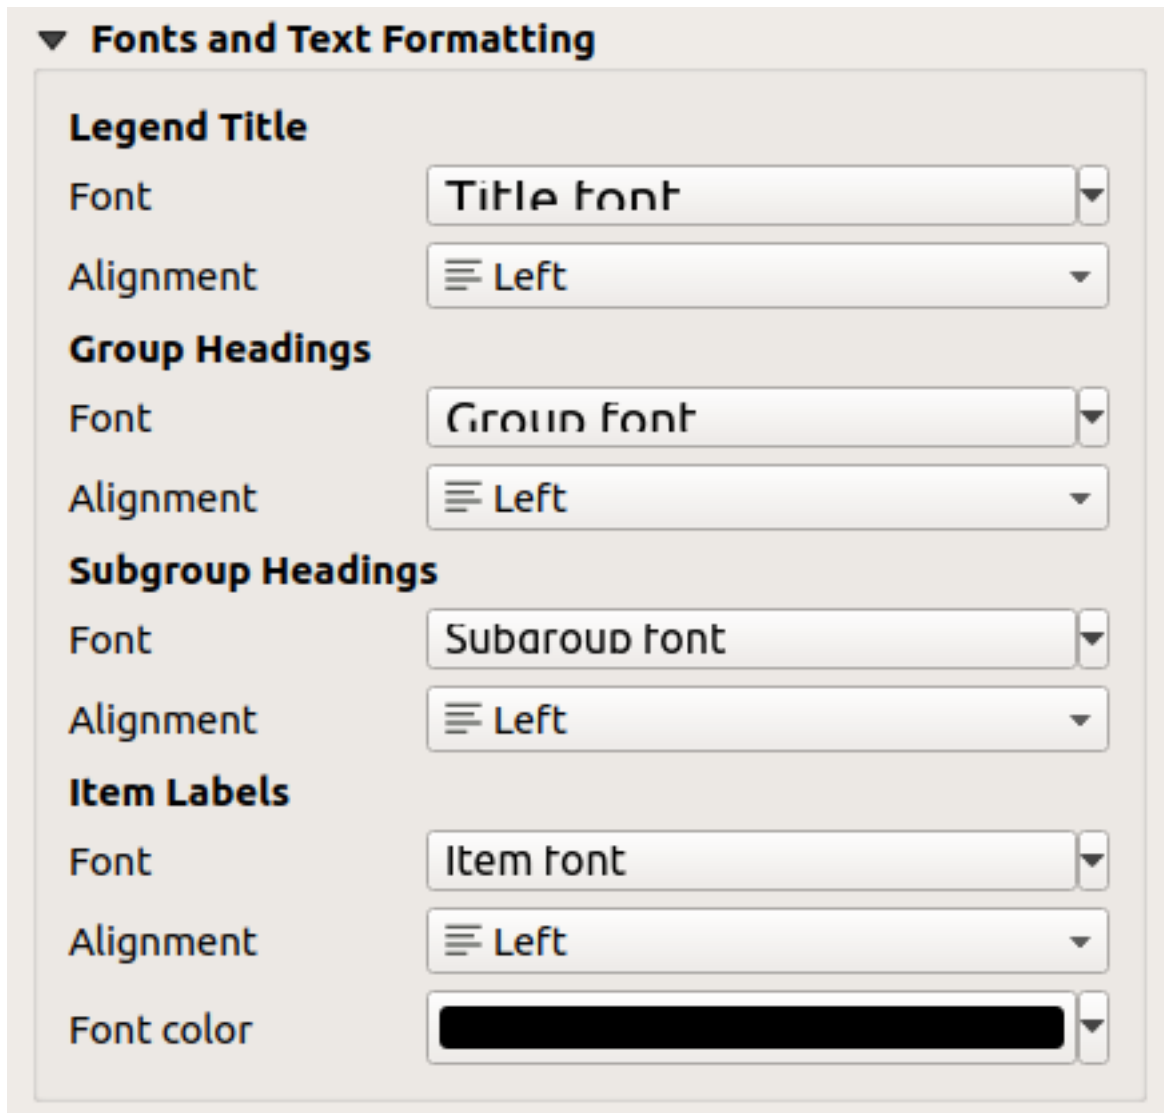 Fonts and Text Formatting
Legend Title
Font Title font
Alignment Left
Group Headings
Font Group font
Alignment Left
Subgroup Headings
Font Subgroup font
Alignment Left
Item Labels
Font Item font
Alignment Left
Font color